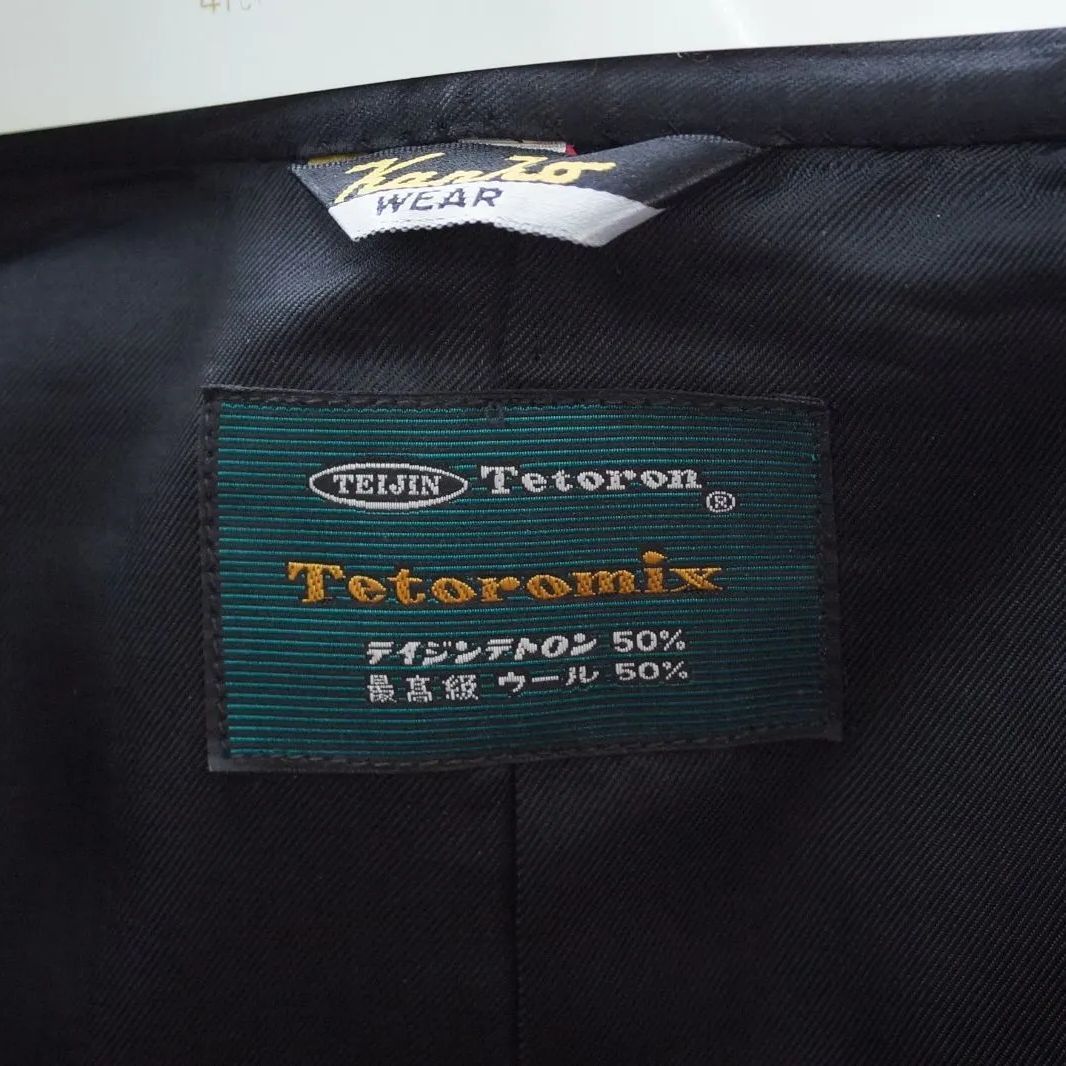 Kanko
WEAR
TEIJIN Tetoron ®
Tetoromix
テイジンテトロン 50%
最高級 ウール 50%